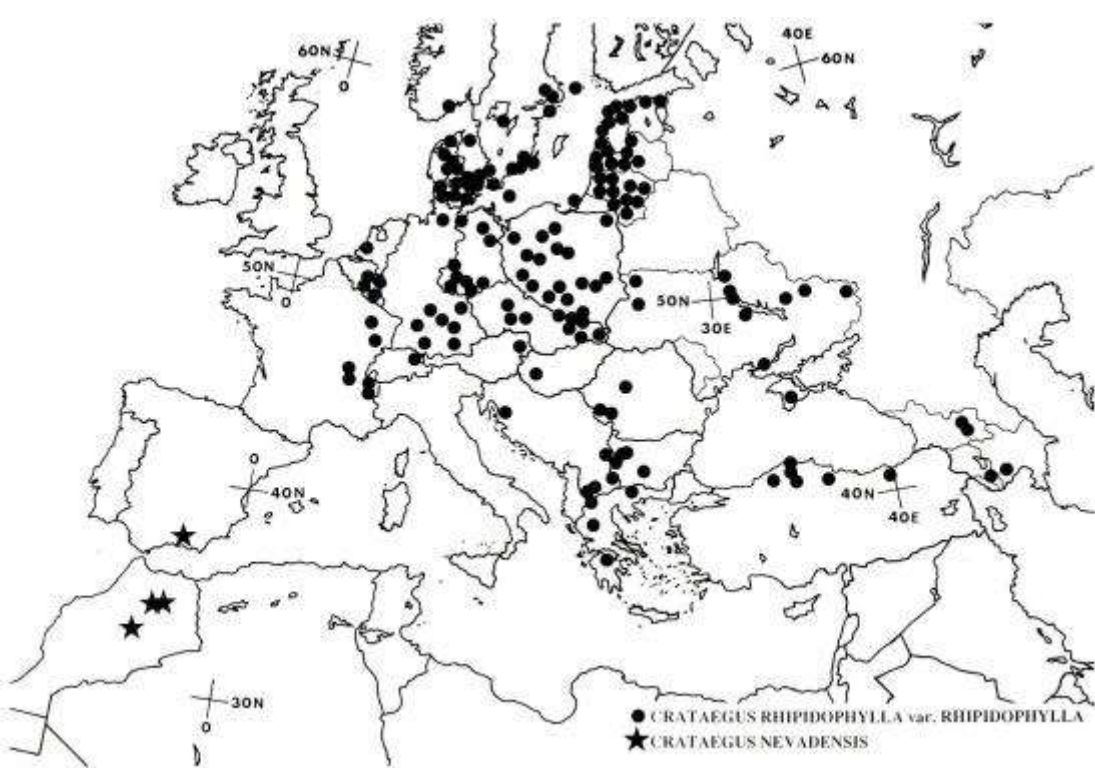 40E
60N
60N
0
50N
0
50N
30E
0
40N
40N
40E
30N
0
CRATAEGUS RHIPIDOPHYLLA var. RHIPIDOPHYLLA
CRATAEGUS NEVADENSIS